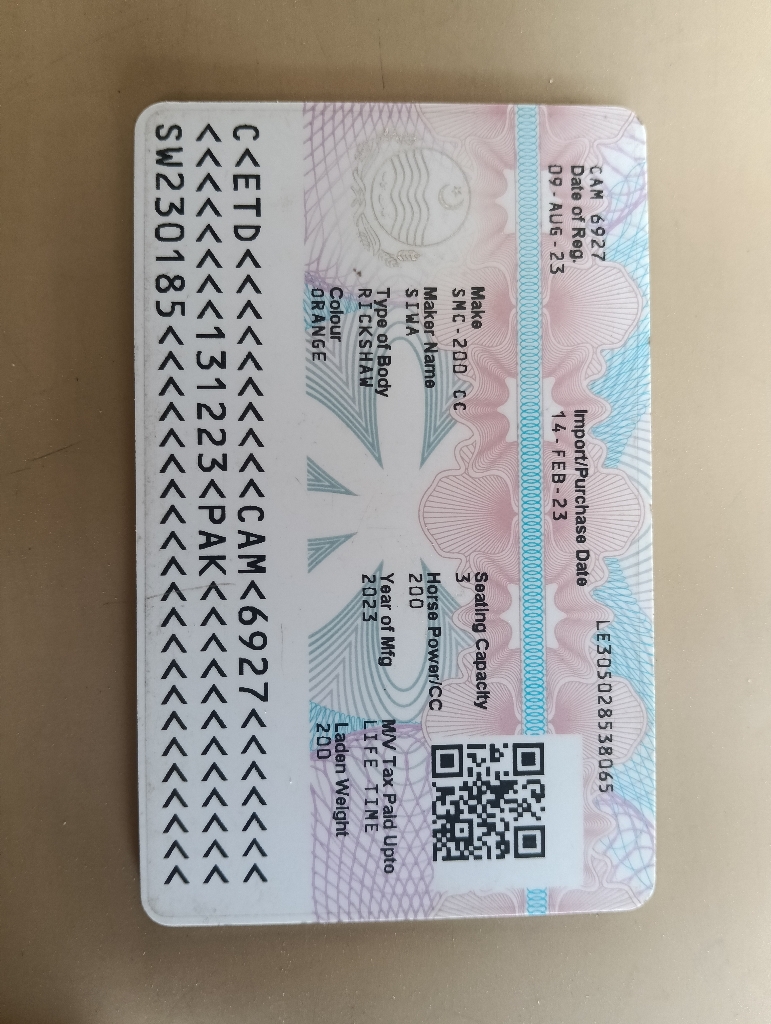 CAM 6927
LE305028538065
Date of Reg.
Import/Purchase Date
09-AUG-23
14-FEB-23
Make
Seating Capacity
SMC-200 CC
3
Maker Name
Horse Power/CC
SIWA
200
Type of Body
Year of Mfg
M/V Tax Paid Upto
RICKSHAW
2023
LIFE TIME
Colour
Laden Weight
ORANGE
200
C<ETD<<<<<<<<<<CAM<6927<<<<<<<
<<<<<<<<131223<PAK<<<<<<<<<<<<
SW230185<<<<<<<<<<<<<<<<<<<<<<